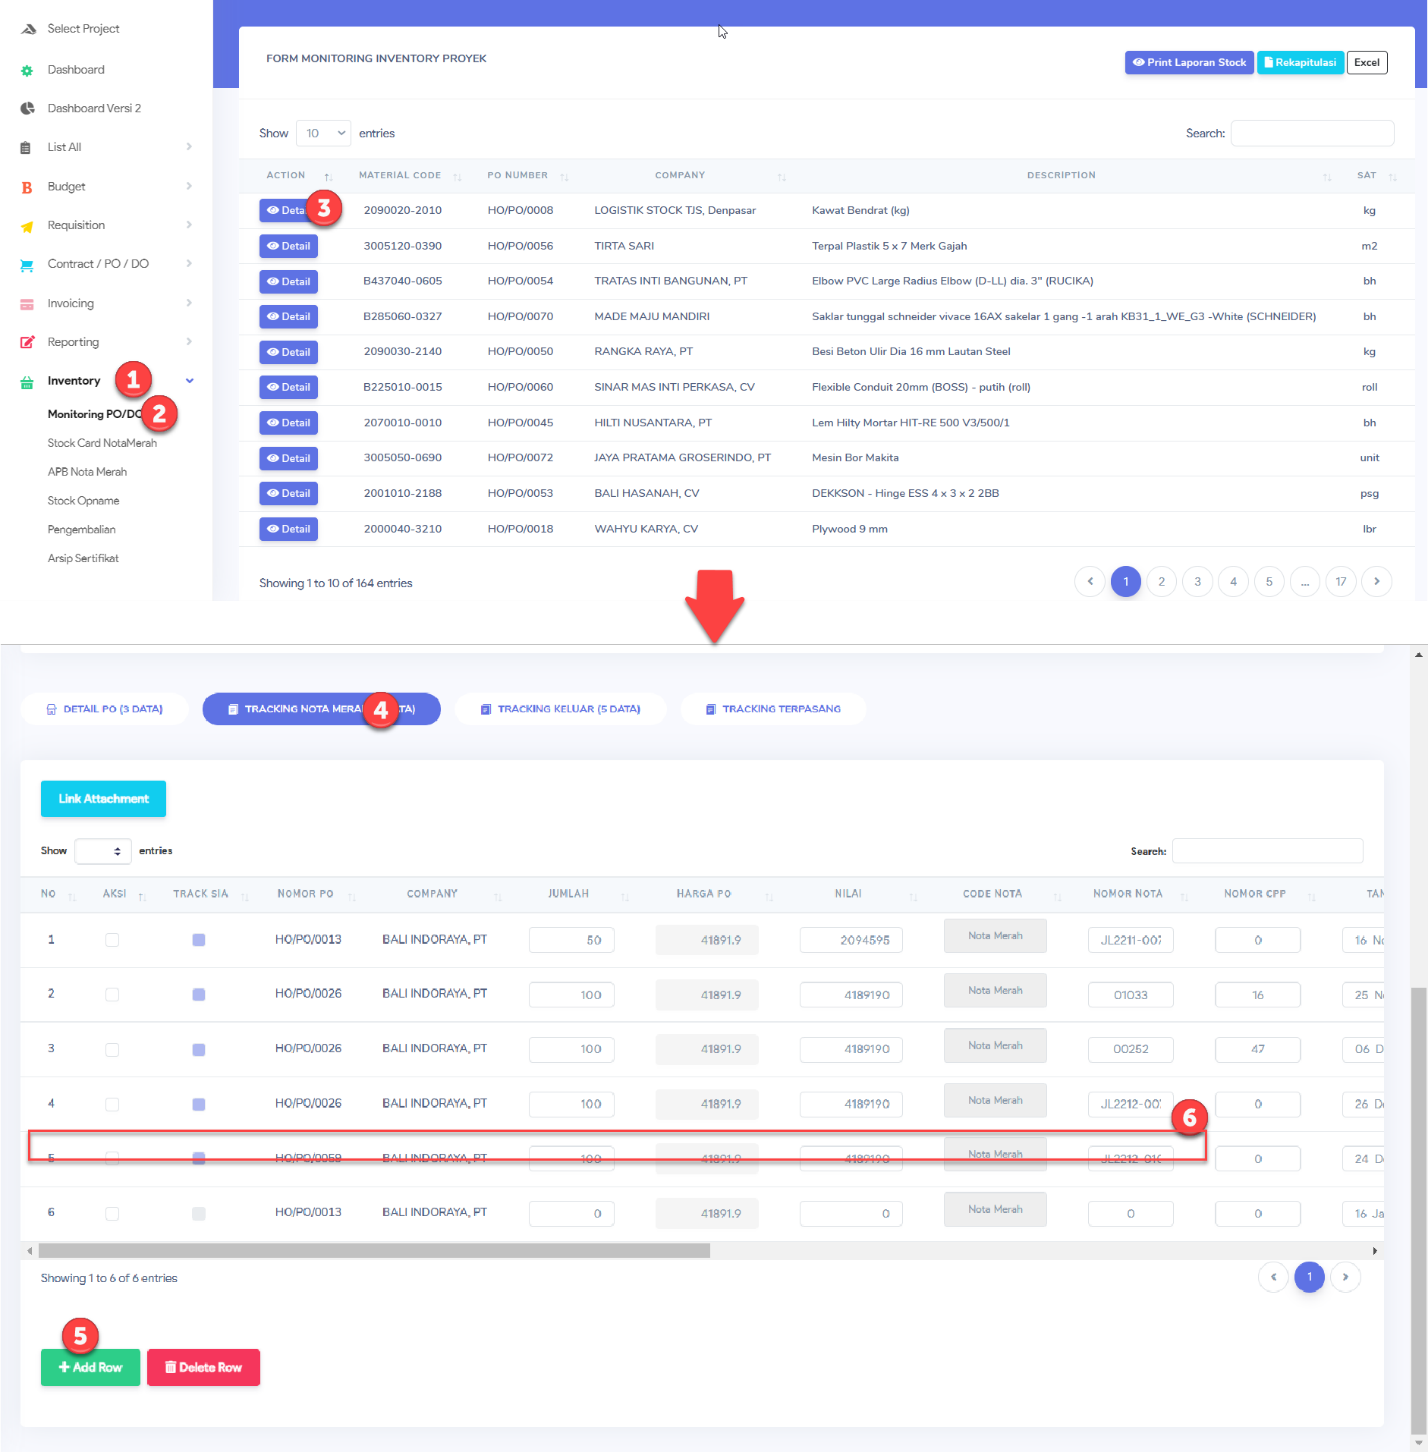 Select Project
Dashboard
Dashboard Versi 2
List All
Budget
Requisition
Contract / PO / DO
Invoicing
Reporting
Inventory 1
Monitoring PO/DO 2
Stock Card NotaMerah
APB Nota Merah
Stock Opname
Pengembalian
Arsip Sertifikat
FORM MONITORING INVENTORY PROYEK
Print Laporan Stock Rekapitulasi Excel
Show 10 entries Search:
ACTION MATERIAL CODE PO NUMBER COMPANY DESCRIPTION SAT
Detai 3 2090020-2010 HO/PO/0008 LOGISTIK STOCK TJS, Denpasar Kawat Bendrat (kg) kg
Detail 3005120-0390 HO/PO/0056 TIRTA SARI Terpal Plastik 5 x 7 Merk Gajah m2
Detail B437040-0605 HO/PO/0054 TRATAS INTI BANGUNAN, PT Elbow PVC Large Radius Elbow (D-LL) dia. 3" (RUCIKA) bh
Detail B285060-0327 HO/PO/0070 MADE MAJU MANDIRI Saklar tunggal schneider vivace 16AX sakelar 1 gang -1 arah KB31_1_WE_G3 -White (SCHNEIDER) bh
Detail 2090030-2140 HO/PO/0050 RANGKA RAYA, PT Besi Beton Ulir Dia 16 mm Lautan Steel kg
Detail B225010-0015 HO/PO/0060 SINAR MAS INTI PERKASA, CV Flexible Conduit 20mm (BOSS) - putih (roll) roll
Detail 2070010-0010 HO/PO/0045 HILTI NUSANTARA, PT Lem Hilty Mortar HIT-RE 500 V3/500/1 bh
Detail 3005050-0690 HO/PO/0072 JAYA PRATAMA GROSERINDO, PT Mesin Bor Makita unit
Detail 2001010-2188 HO/PO/0053 BALI HASANAH, CV DEKKSON - Hinge ESS 4 x 3 x 2 2BB psg
Detail 2000040-3210 HO/PO/0018 WAHYU KARYA, CV Plywood 9 mm lbr
Showing 1 to 10 of 164 entries 1 2 3 4 5 ... 17
DETAIL PO (3 DATA) TRACKING NOTA MERA 4 TA) TRACKING KELUAR (5 DATA) TRACKING TERPASANG
Link Attachment
Show entries Search:
NO AKSI TRACK SIA NOMOR PO COMPANY JUMLAH HARGA PO NILAI CODE NOTA NOMOR NOTA NOMOR CPP TAN
1 HO/PO/0013 BALI INDORAYA, PT 50 41891.9 2094595 Nota Merah JL2211-007 0 16 No
2 HO/PO/0026 BALI INDORAYA, PT 100 41891.9 4189190 Nota Merah 01033 16 25 No
3 HO/PO/0026 BALI INDORAYA, PT 100 41891.9 4189190 Nota Merah 00252 47 06 D
4 HO/PO/0026 BALI INDORAYA, PT 100 41891.9 4189190 Nota Merah JL2212-00 0 26 De
6
5 HO/PO/0059 BALI INDORAYA, PT 100 41891.9 4189190 Nota Merah JL2212-016 0 24 D
6 HO/PO/0013 BALI INDORAYA, PT 0 41891.9 0 Nota Merah 0 0 16 Ja
Showing 1 to 6 of 6 entries 1
5
Add Row Delete Row